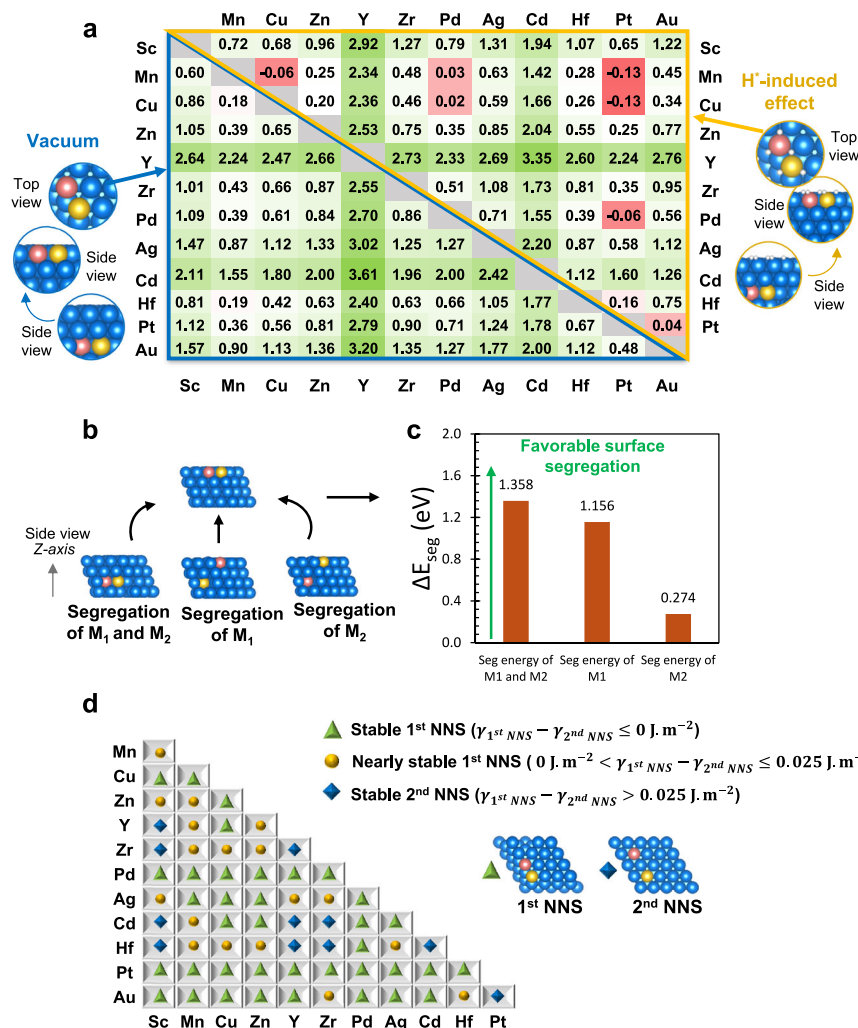 a
Mn Cu Zn Y Zr Pd Ag Cd Hf Pt Au
Sc 0.72 0.68 0.96 2.92 1.27 0.79 1.31 1.94 1.07 0.65 1.22 Sc
Mn 0.60 -0.06 0.25 2.34 0.48 0.03 0.63 1.42 0.28 -0.13 0.45 Mn
Cu 0.86 0.18 0.20 2.36 0.46 0.02 0.59 1.66 0.26 -0.13 0.34 Cu
Zn 1.05 0.39 0.65 2.53 0.75 0.35 0.85 2.04 0.55 0.25 0.77 Zn
Y 2.64 2.24 2.47 2.66 2.73 2.33 2.69 3.35 2.60 2.24 2.76 Y
Zr 1.01 0.43 0.66 0.87 2.55 0.51 1.08 1.73 0.81 0.35 0.95 Zr
Pd 1.09 0.39 0.61 0.84 2.70 0.86 0.71 1.55 0.39 -0.06 0.56 Pd
Ag 1.47 0.87 1.12 1.33 3.02 1.25 1.27 2.20 0.87 0.58 1.12 Ag
Cd 2.11 1.55 1.80 2.00 3.61 1.96 2.00 2.42 1.12 1.60 1.26 Cd
Hf 0.81 0.19 0.42 0.63 2.40 0.63 0.66 1.05 1.77 0.16 0.75 Hf
Pt 1.12 0.36 0.56 0.81 2.79 0.90 0.71 1.24 1.78 0.67 0.04 Pt
Au 1.57 0.90 1.13 1.36 3.20 1.35 1.27 1.77 2.00 1.12 0.48 Au
Sc Mn Cu Zn Y Zr Pd Ag Cd Hf Pt Au
Vacuum
Top
view
Side
view
Side
view
H*-induced
effect
Top
view
Side
view
Side
view
b
Side view
Z-axis
Segregation
of M₁ and M₂
Segregation
of M₁
Segregation
of M₂
c
ΔE_seg (eV)
2.0
1.6
1.2
0.8
0.4
0.0
Favorable surface
segregation
1.358
1.156
0.274
Seg energy of
M1 and M2
Seg energy of
M1
Seg energy of
M2
d
Stable 1st NNS (γ1st NNS − γ2nd NNS ≤ 0 J.m⁻²)
Nearly stable 1st NNS ( 0 J.m⁻² < γ1st NNS − γ2nd NNS ≤ 0.025 J.m
Stable 2nd NNS (γ1st NNS − γ2nd NNS > 0.025 J.m⁻²)
1st NNS
2nd NNS
Mn
Cu
Zn
Y
Zr
Pd
Ag
Cd
Hf
Pt
Au
Sc Mn Cu Zn Y Zr Pd Ag Cd Hf Pt